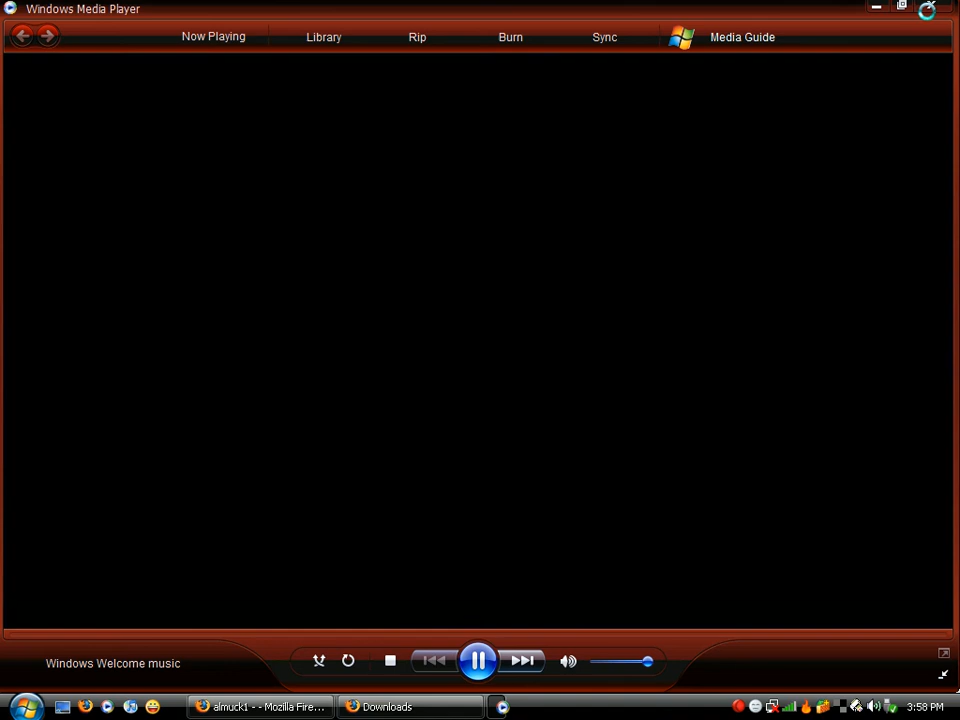 Windows Media Player
Now Playing
Library
Rip
Burn
Sync
Media Guide
Windows Welcome music
almuck1 - - Mozilla Fire...
Downloads
3:58 PM